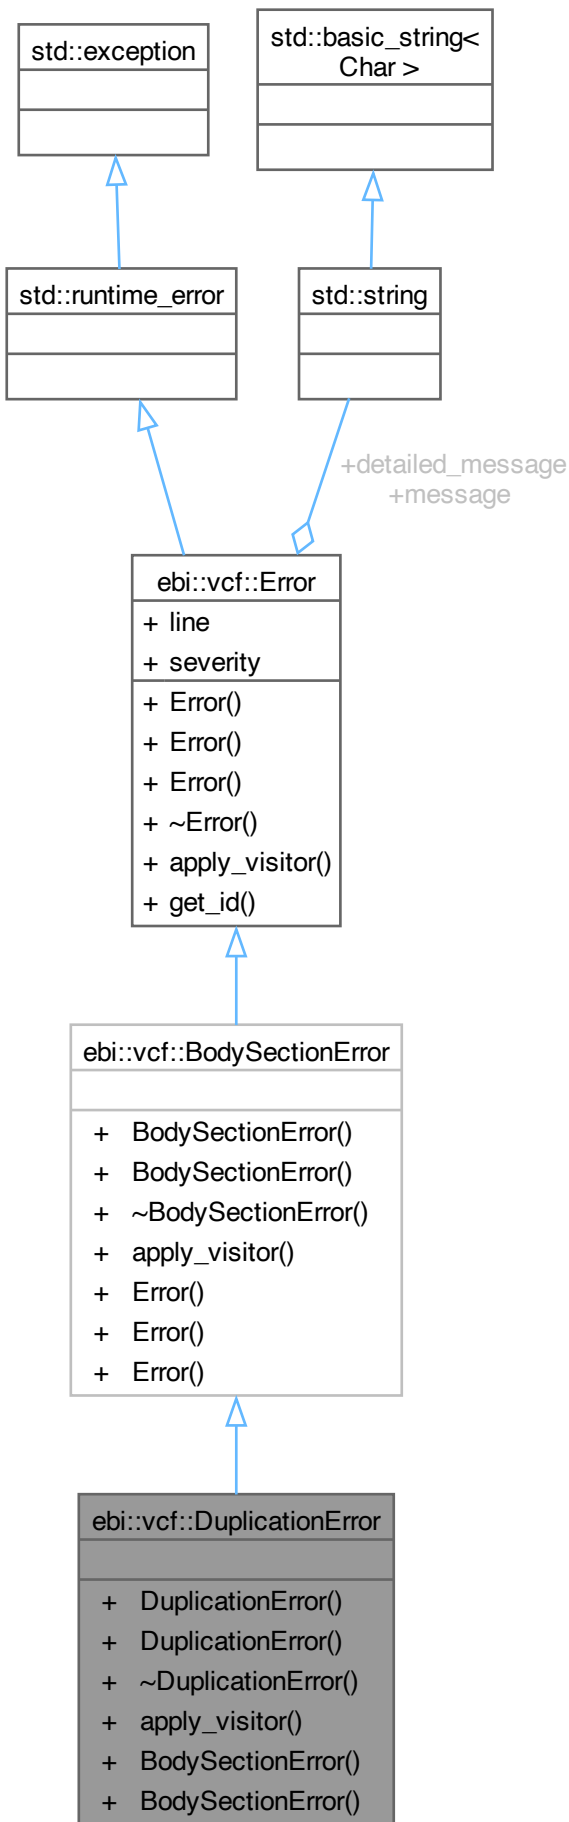 std::exception
std::basic_string<
Char >
std::runtime_error
std::string
+detailed_message
+message
ebi::vcf::Error
+ line
+ severity
+ Error()
+ Error()
+ Error()
+ ~Error()
+ apply_visitor()
+ get_id()
ebi::vcf::BodySectionError
+ BodySectionError()
+ BodySectionError()
+ ~BodySectionError()
+ apply_visitor()
+ Error()
+ Error()
+ Error()
ebi::vcf::DuplicationError
+ DuplicationError()
+ DuplicationError()
+ ~DuplicationError()
+ apply_visitor()
+ BodySectionError()
+ BodySectionError()